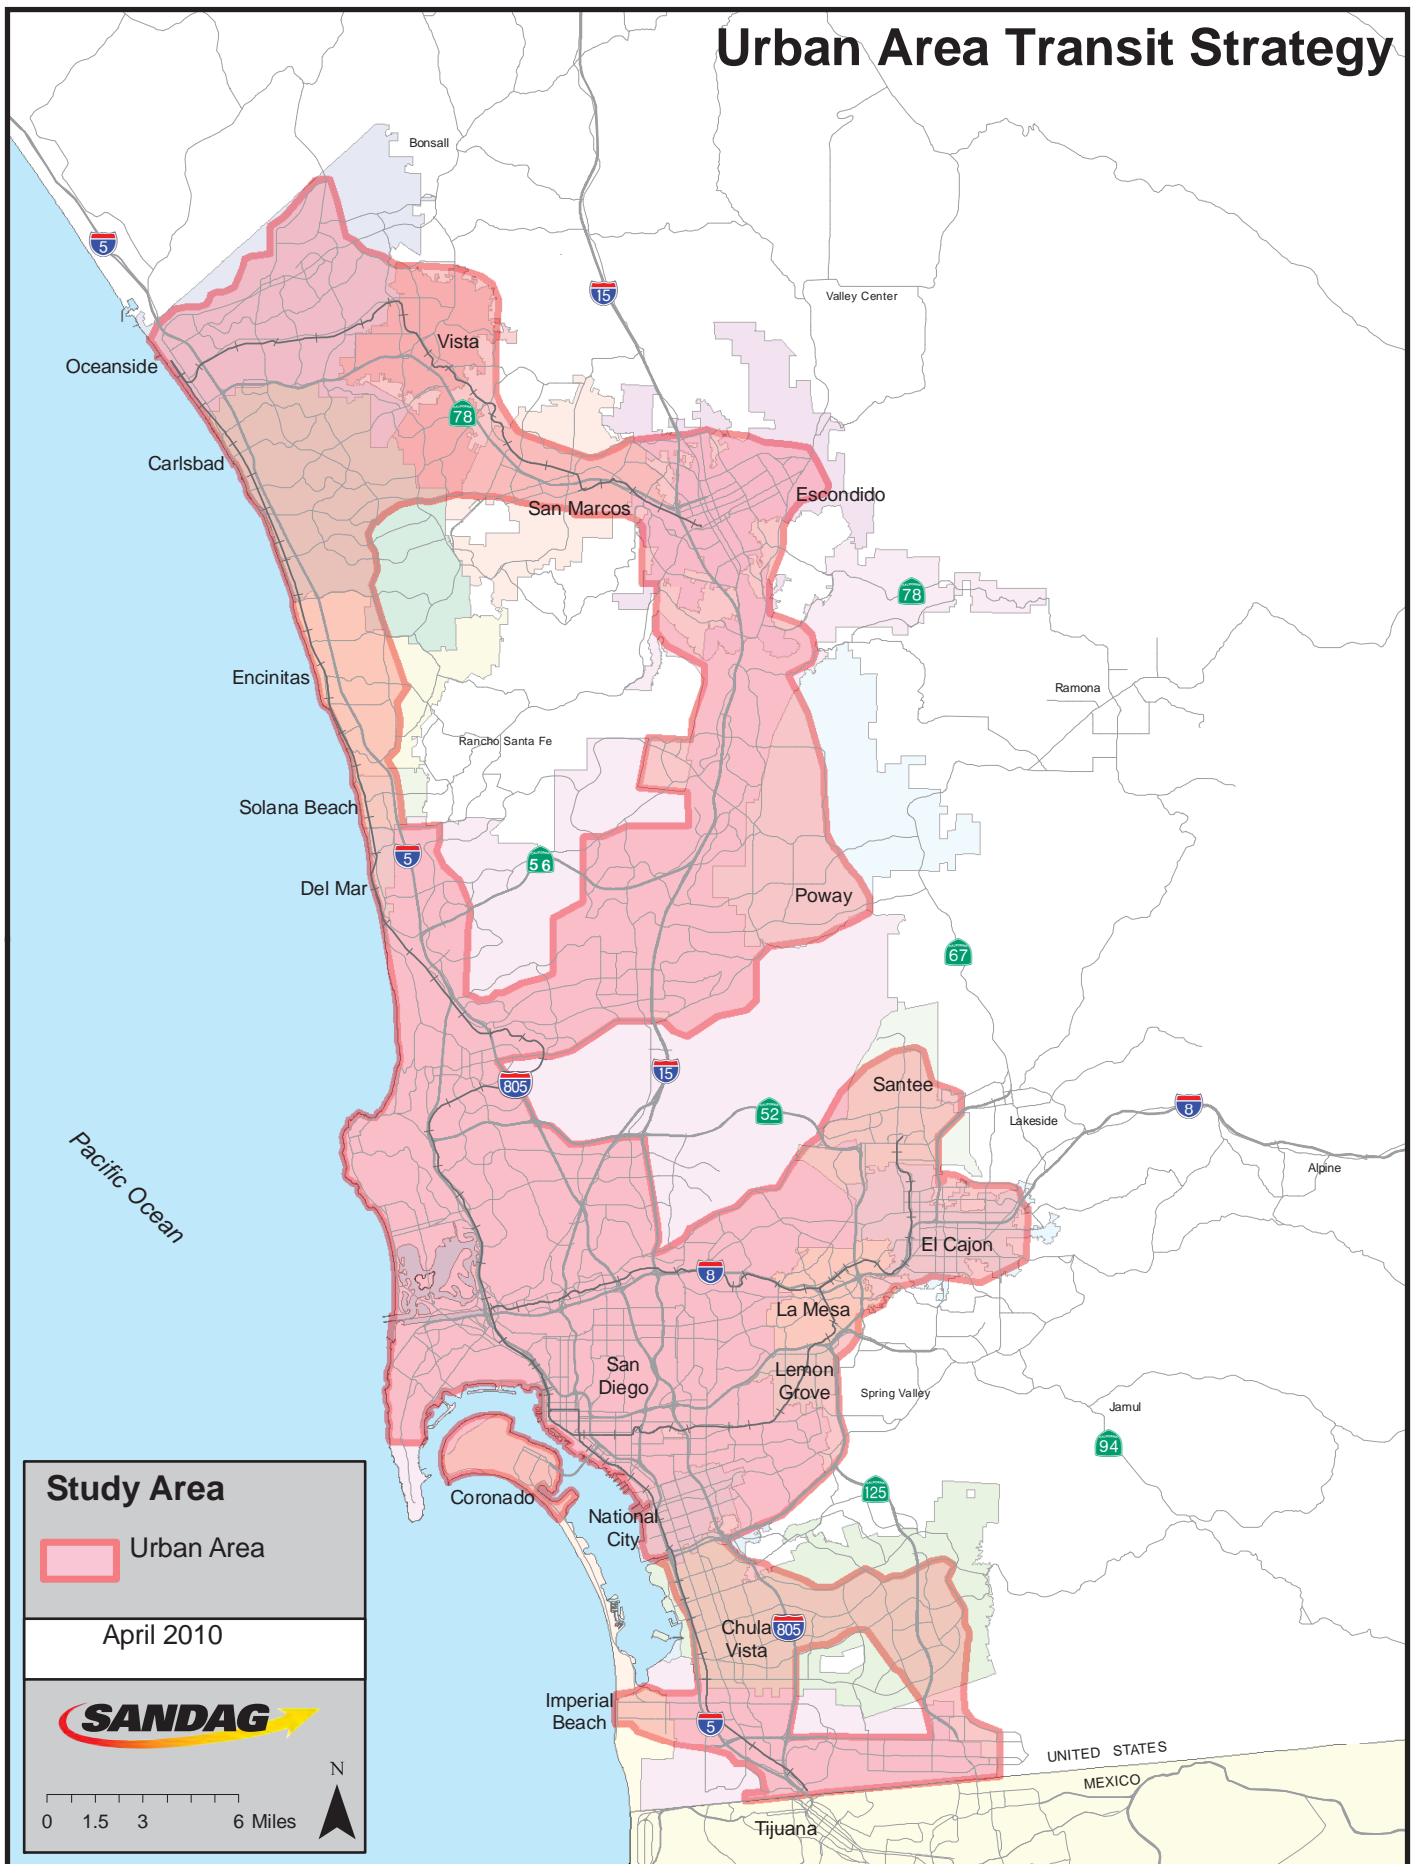 Urban Area Transit Strategy
Bonsall
5
15
Valley Center
Vista
Oceanside
78
Carlsbad
Escondido
San Marcos
78
Encinitas
Ramona
Rancho Santa Fe
Solana Beach
5
56
Del Mar
Poway
67
15
805
Santee
52
8
Lakeside
Pacific Ocean
Alpine
El Cajon
8
La Mesa
San
Diego
Lemon
Grove
Spring Valley
Jamul
94
125
Coronado
National
City
Chula
Vista
805
Imperial
Beach
5
UNITED STATES
MEXICO
Tijuana
Study Area
Urban Area
April 2010
SANDAG
N
0 1.5 3 6 Miles